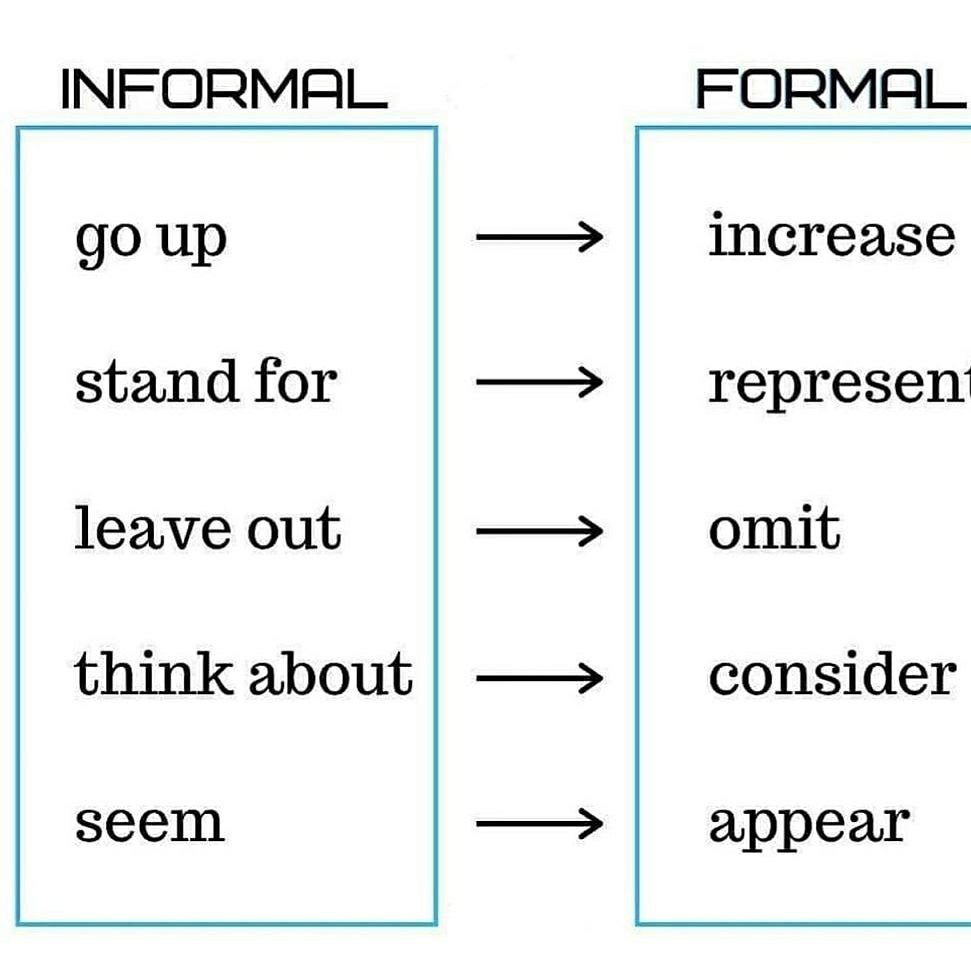 INFORMAL FORMAL
go up → increase
stand for → represent
leave out → omit
think about → consider
seem → appear